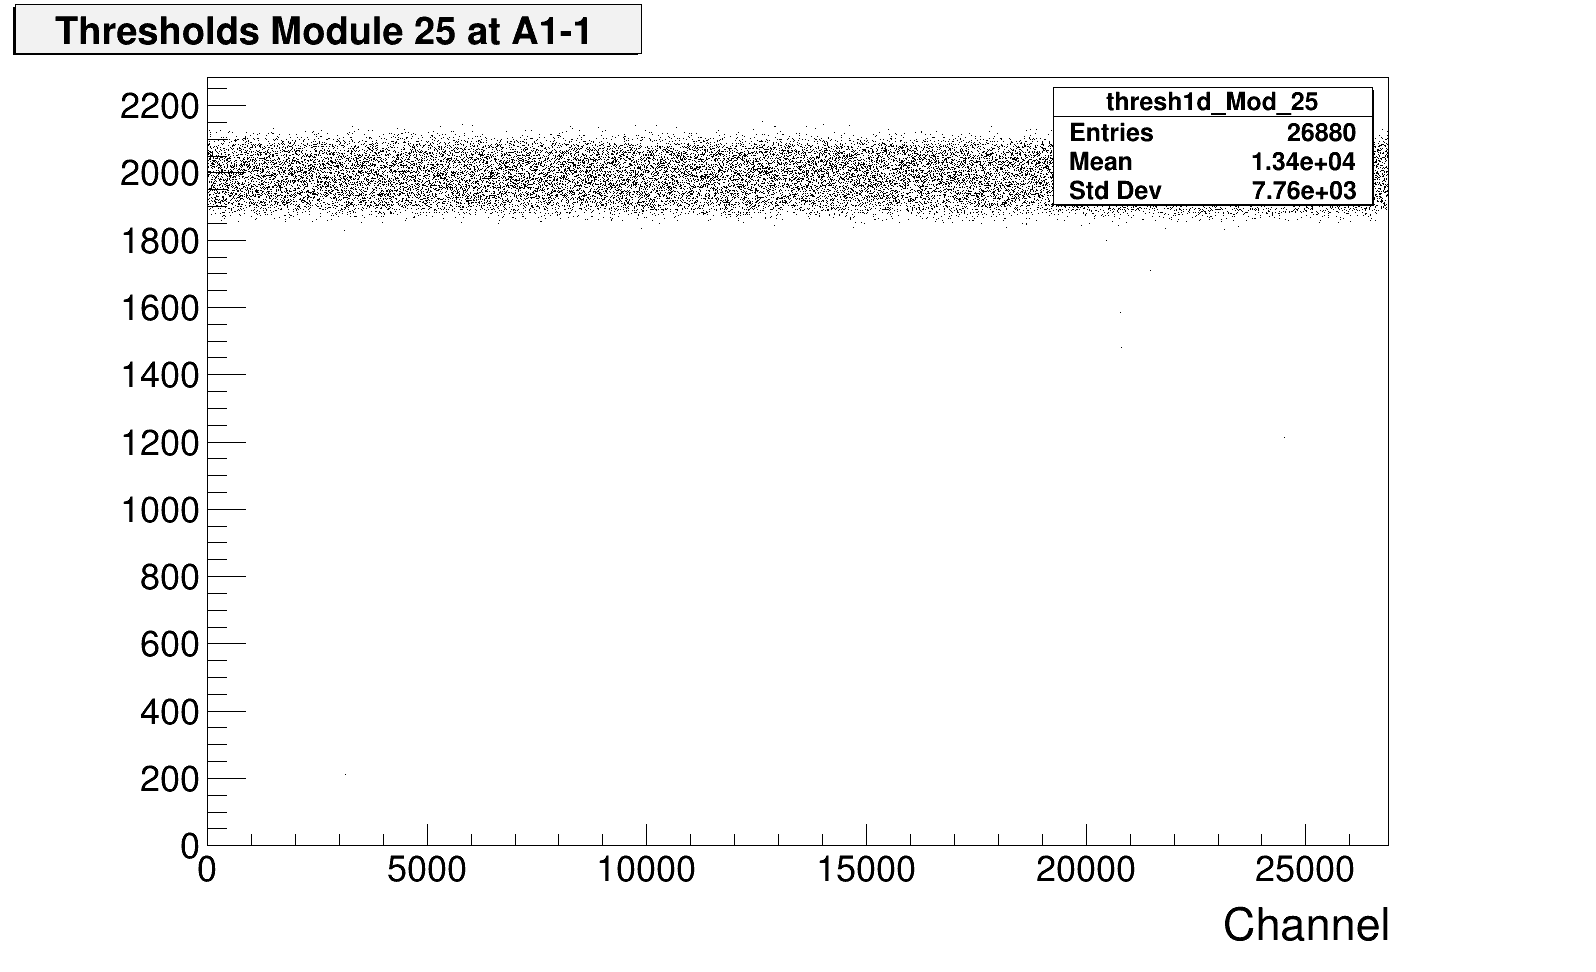 Thresholds Module 25 at A1-1
thresh1d_Mod_25
Entries 26880
Mean 1.34e+04
Std Dev 7.76e+03
2200
2000
1800
1600
1400
1200
1000
800
600
400
200
0
0 5000 10000 15000 20000 25000
Channel